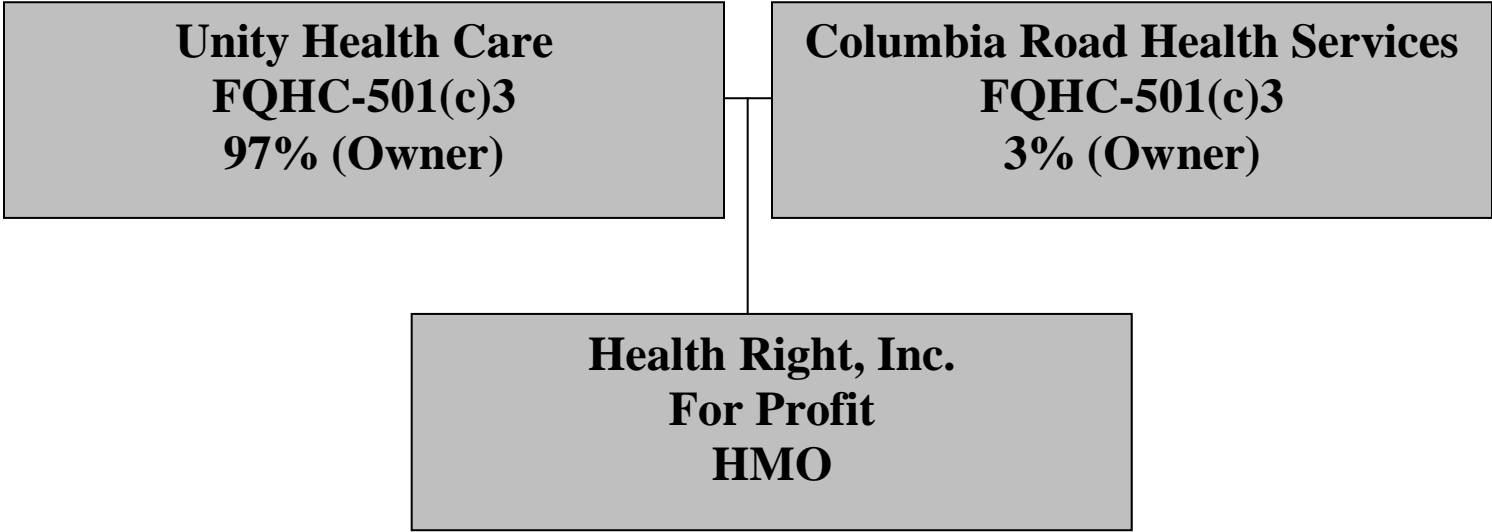 Unity Health Care
FQHC-501(c)3
97% (Owner)
Columbia Road Health Services
FQHC-501(c)3
3% (Owner)
Health Right, Inc.
For Profit
HMO